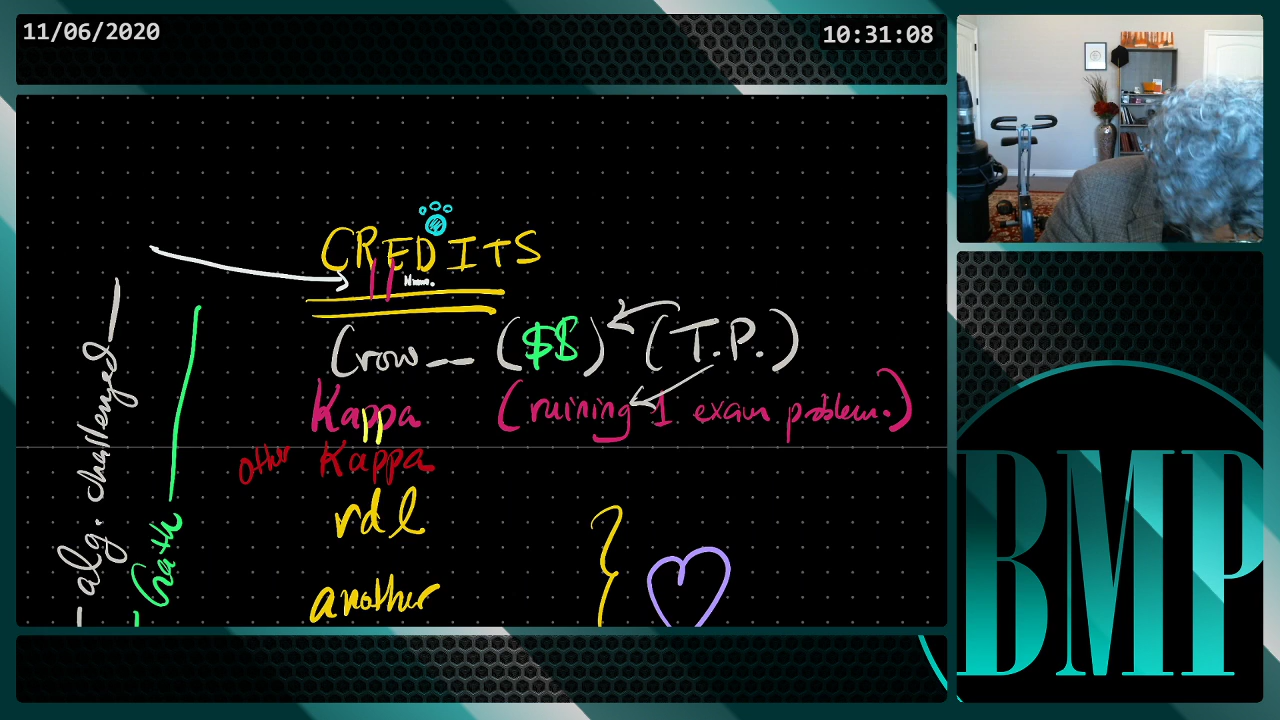 11/06/2020
10:31:08
CREDITS
Crow__ ($8) (T.P.)
Kappa (ruining 1 exam problem.)
other Kappa
rdl
another
alg. challenged
BMP